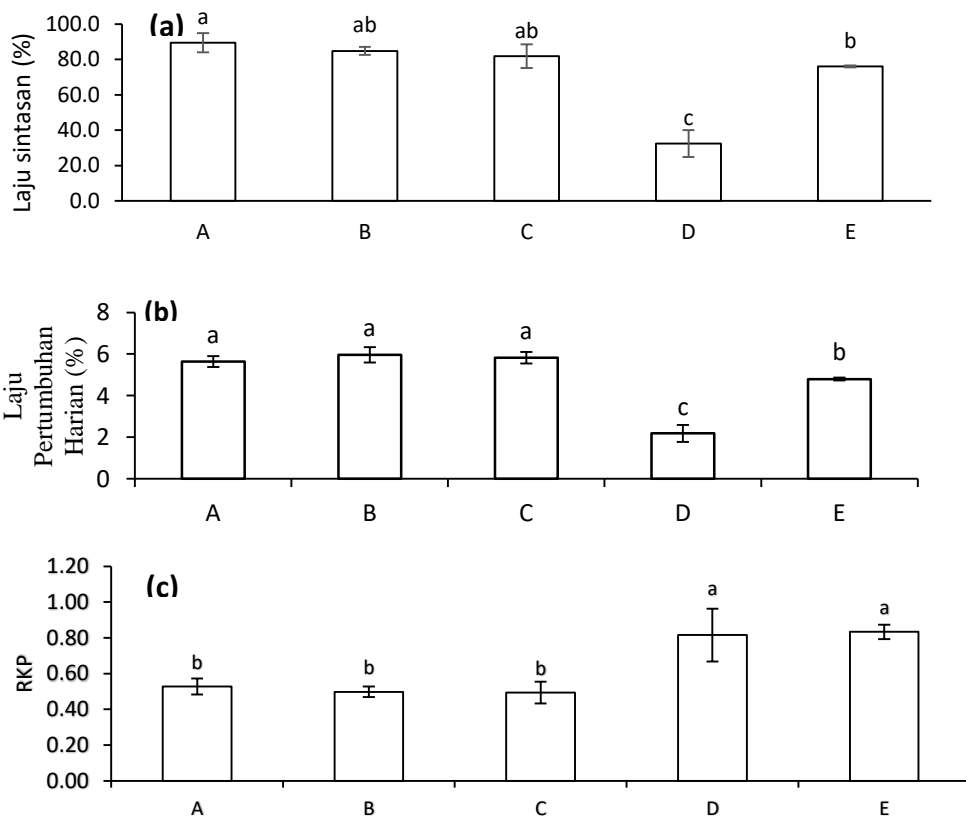 (a)
Laju sintasan (%)
100.0
80.0
60.0
40.0
20.0
0.0
a
ab
ab
c
b
A B C D E
(b)
Laju
Pertumbuhan
Harian (%)
8
6
4
2
0
a
a
a
c
b
A B C D E
(c)
RKP
1.20
1.00
0.80
0.60
0.40
0.20
0.00
b
b
b
a
a
A B C D E